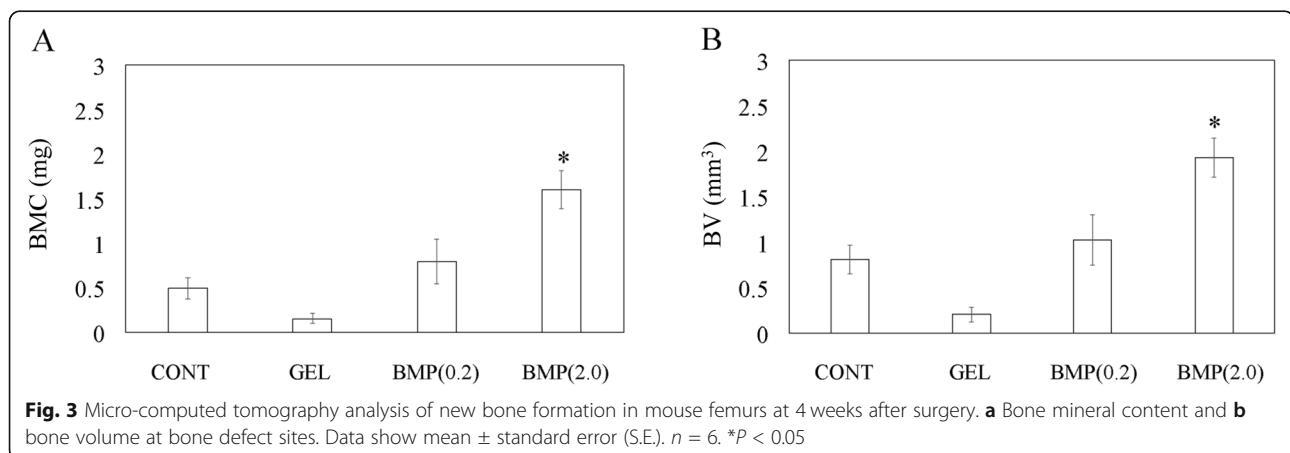 A
3
2.5
2
1.5
1
0.5
0
BMC (mg)
*
CONT GEL BMP(0.2) BMP(2.0)
B
3
2.5
2
1.5
1
0.5
0
BV (mm³)
*
CONT GEL BMP(0.2) BMP(2.0)
Fig. 3 Micro-computed tomography analysis of new bone formation in mouse femurs at 4 weeks after surgery. a Bone mineral content and b
bone volume at bone defect sites. Data show mean ± standard error (S.E.). n = 6. *P < 0.05